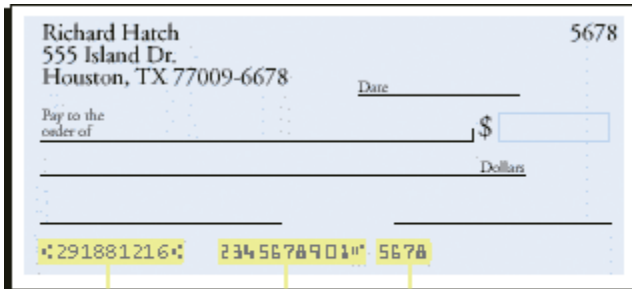 Richard Hatch 5678
555 Island Dr.
Houston, TX 77009-6678
Date
Pay to the
order of $
Dollars
⑆291881216⑆ 2345678901⑈ 5678